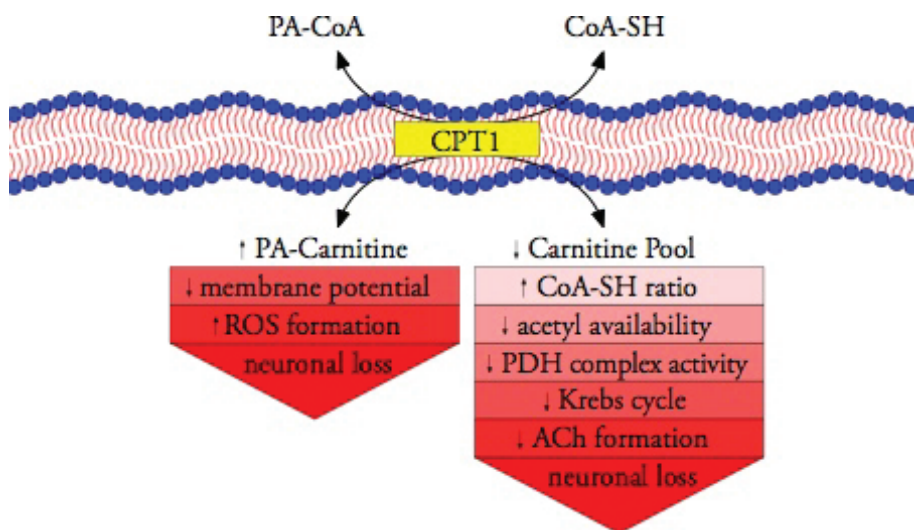 PA-CoA
CoA-SH
CPT1
↑ PA-Carnitine
↓ membrane potential
↑ ROS formation
neuronal loss
↓ Carnitine Pool
↑ CoA-SH ratio
↓ acetyl availability
↓ PDH complex activity
↓ Krebs cycle
↓ ACh formation
neuronal loss